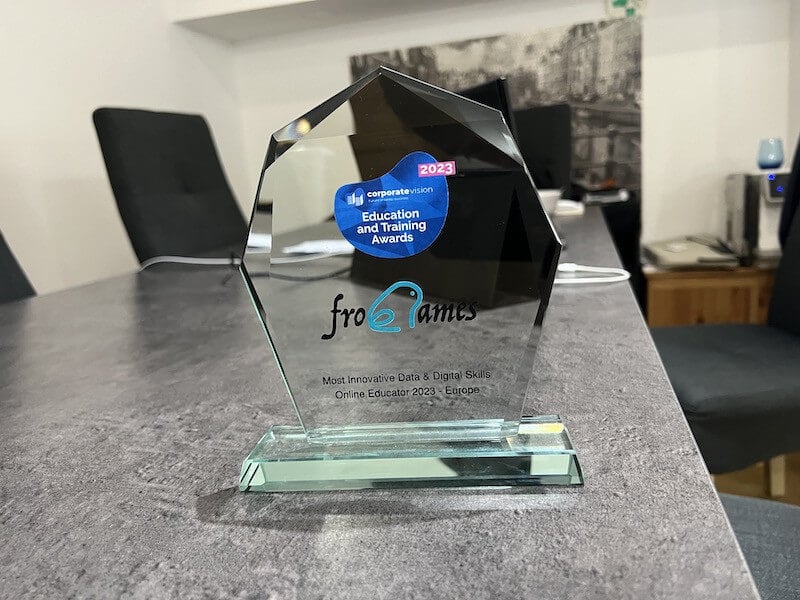 2023
corporatevision
Education
and Training
Awards
frogames
Most Innovative Data & Digital Skills
Online Educator 2023 - Europe